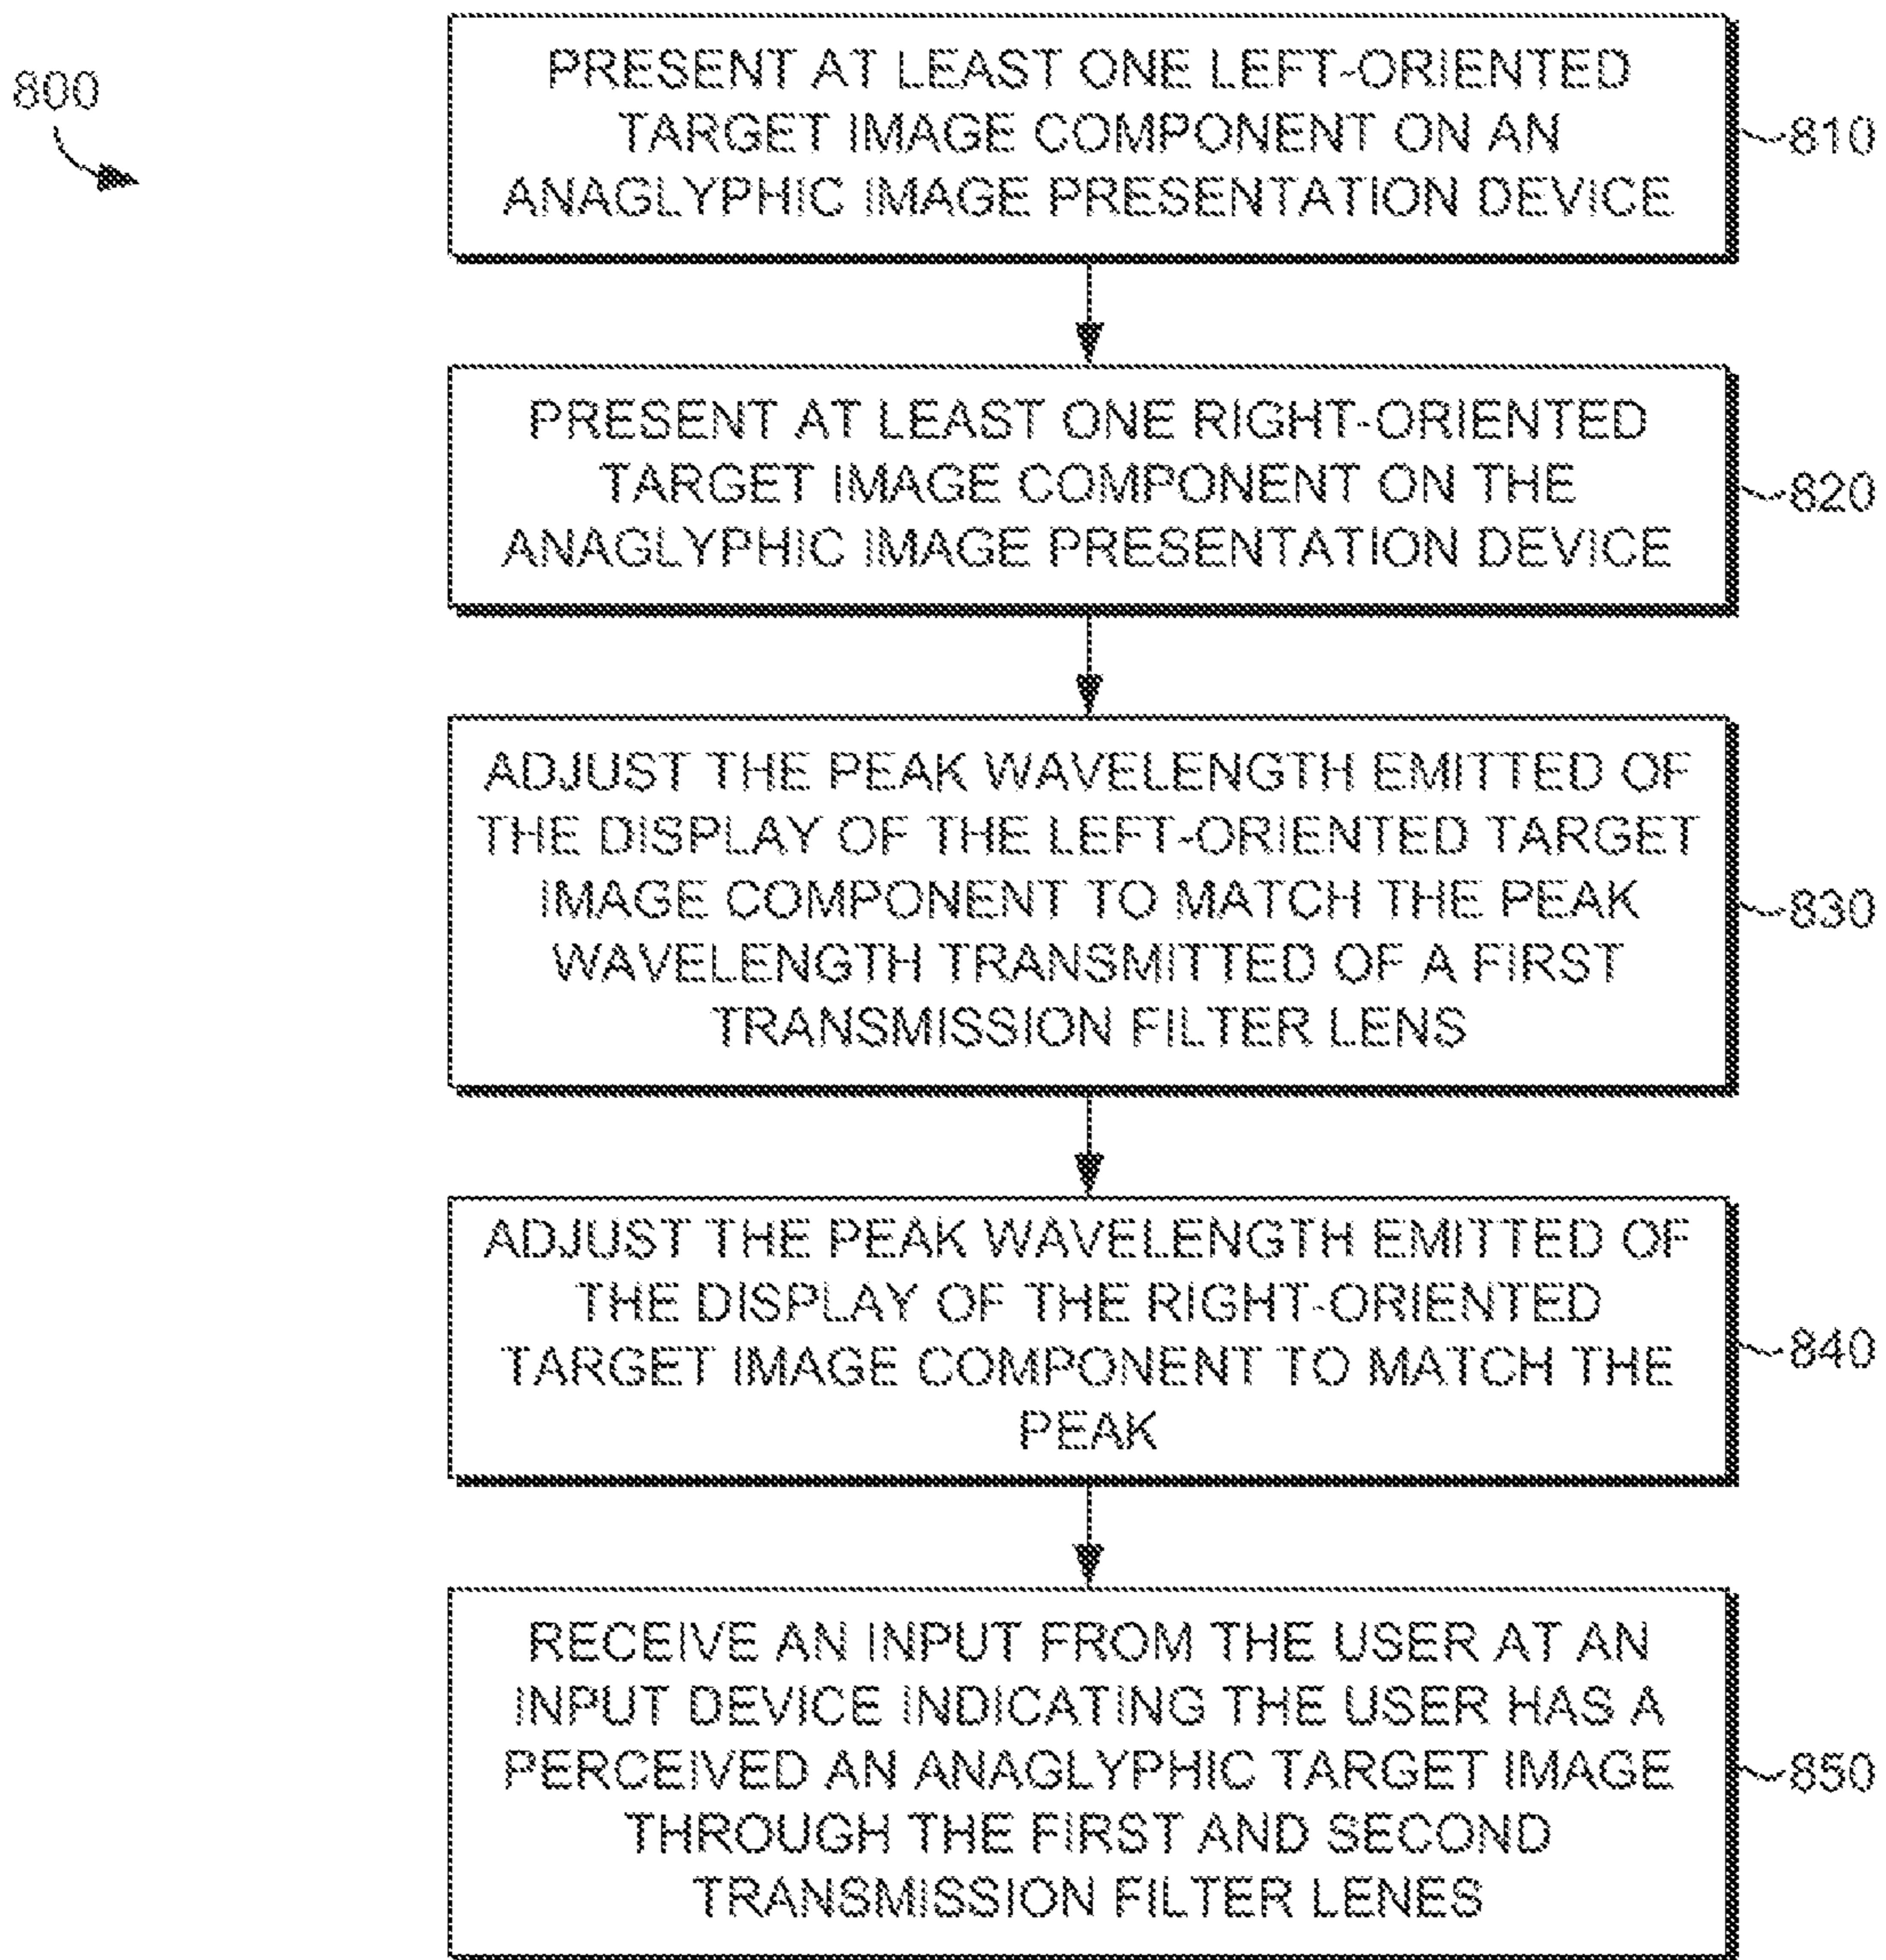 800
PRESENT AT LEAST ONE LEFT-ORIENTED
TARGET IMAGE COMPONENT ON AN
ANAGLYPHIC IMAGE PRESENTATION DEVICE
810
PRESENT AT LEAST ONE RIGHT-ORIENTED
TARGET IMAGE COMPONENT ON THE
ANAGLYPHIC IMAGE PRESENTATION DEVICE
820
ADJUST THE PEAK WAVELENGTH EMITTED OF
THE DISPLAY OF THE LEFT-ORIENTED TARGET
IMAGE COMPONENT TO MATCH THE PEAK
WAVELENGTH TRANSMITTED OF A FIRST
TRANSMISSION FILTER LENS
830
ADJUST THE PEAK WAVELENGTH EMITTED OF
THE DISPLAY OF THE RIGHT-ORIENTED
TARGET IMAGE COMPONENT TO MATCH THE
PEAK
840
RECEIVE AN INPUT FROM THE USER AT AN
INPUT DEVICE INDICATING THE USER HAS A
PERCEIVED AN ANAGLYPHIC TARGET IMAGE
THROUGH THE FIRST AND SECOND
TRANSMISSION FILTER LENES
850